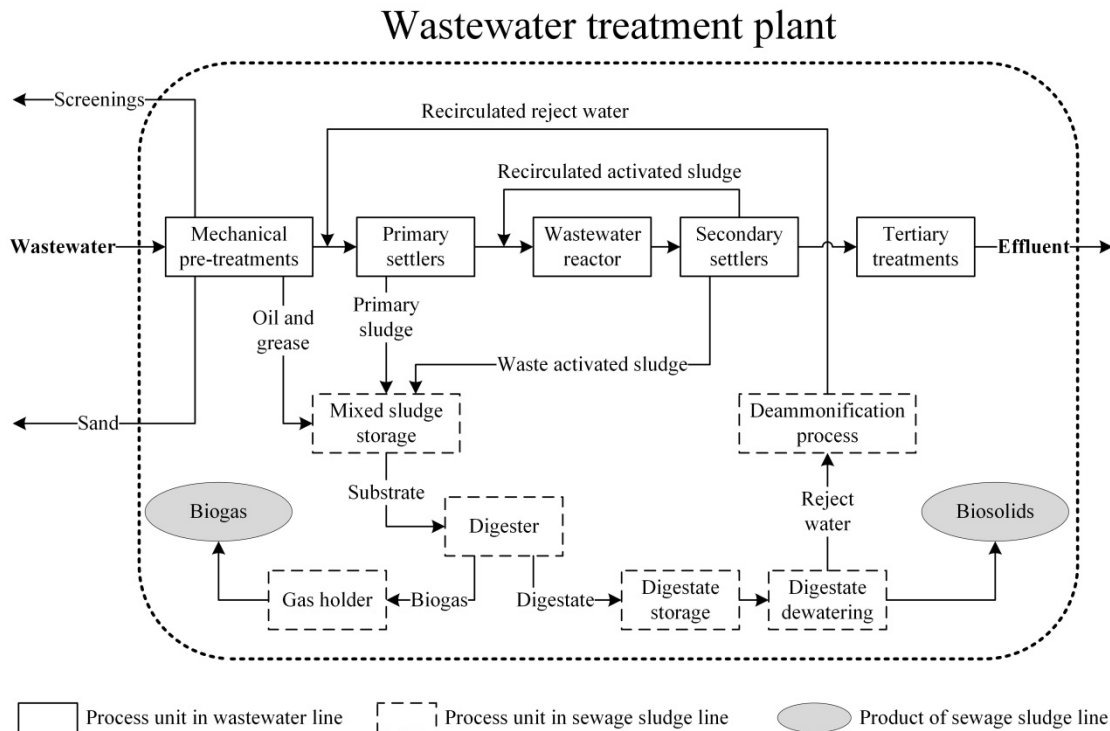 Wastewater treatment plant
Screenings
Recirculated reject water
Recirculated activated sludge
Wastewater
Mechanical
pre-treatments
Primary
settlers
Wastewater
reactor
Secondary
settlers
Tertiary
treatments
Effluent
Oil and
grease
Primary
sludge
Waste activated sludge
Sand
Mixed sludge
storage
Deammonification
process
Substrate
Reject
water
Biogas
Digester
Biosolids
Gas holder
Biogas
Digestate
Digestate
storage
Digestate
dewatering
Process unit in wastewater line
Process unit in sewage sludge line
Product of sewage sludge line